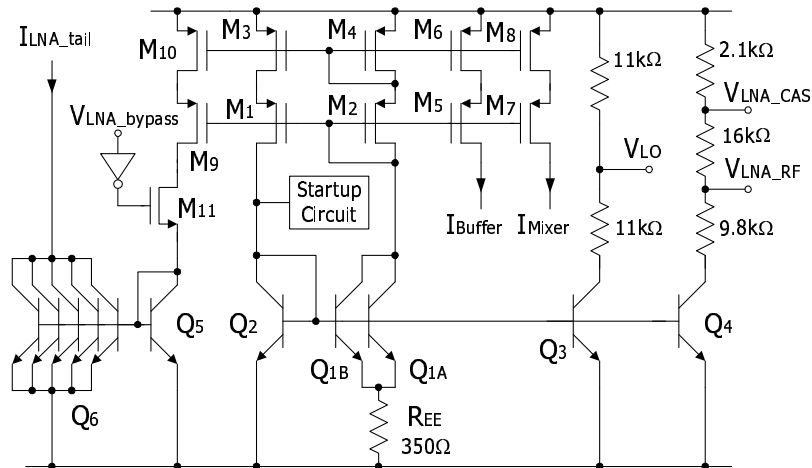 I_LNA_tail
M10
M3
M4
M6
M8
11kΩ
2.1kΩ
V_LNA_CAS
V_LNA_bypass
M9
M1
M2
M5
M7
16kΩ
V_LO
V_LNA_RF
M11
Startup
Circuit
I_Buffer
I_Mixer
11kΩ
9.8kΩ
Q5
Q2
Q3
Q4
Q6
Q1B
Q1A
R_EE
350Ω